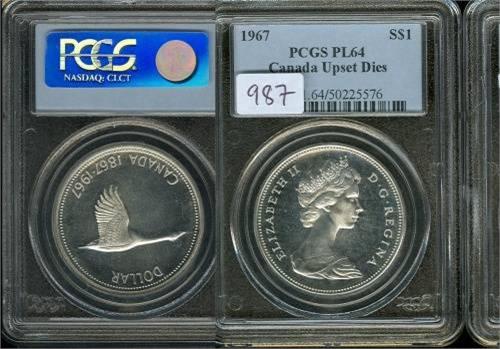 PCGS
NASDAQ: CLCT
CANADA 1867-1967
DOLLAR
1967 S$1
PCGS PL64
Canada Upset Dies
987 .64/50225576
ELIZABETH II D·G·REGINA